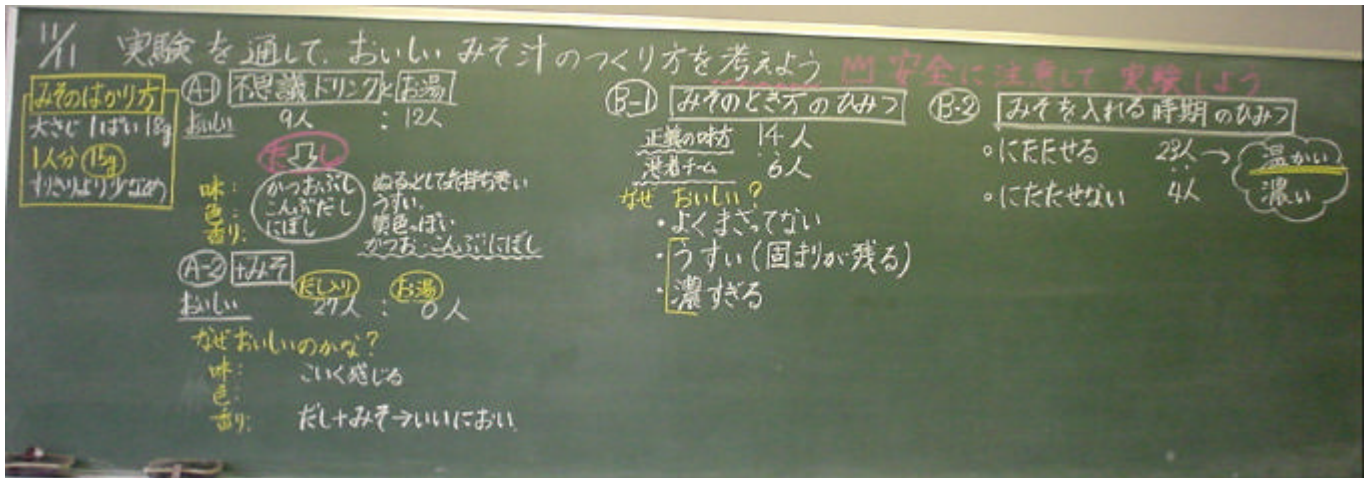 11/11 実験を通して、おいしいみそ汁のつくり方を考えよう
安全に注意して実験しよう
みそのはかり方
大さじ1ぱい18g
1人分 15g
すりきりより少なめ
A-1 不思議ドリンクとお湯
おいしい 9人 : 12人
だし
味:
色:
香り:
かつおぶし
こんぶだし
にぼし
ぬるっとして気持ち悪い
うすい。
黄色っぽい
かつお・こんぶ・にぼし
A-2 +みそ
だし入り お湯
おいしい 27人 : 0人
なぜおいしいのかな?
味: こいく感じる
色:
香り: だし+みそ→いいにおい
B-1 みそのとき方のひみつ
正義の味方 14人
: 
悪者チーム 6人
なぜ おいしい?
・よくまざってない
・うすい(固まりが残る)
・濃すぎる
B-2 みそを入れる時期のひみつ
○にたたせる 23人→
:
○にたたせない 4人
温かい
濃い